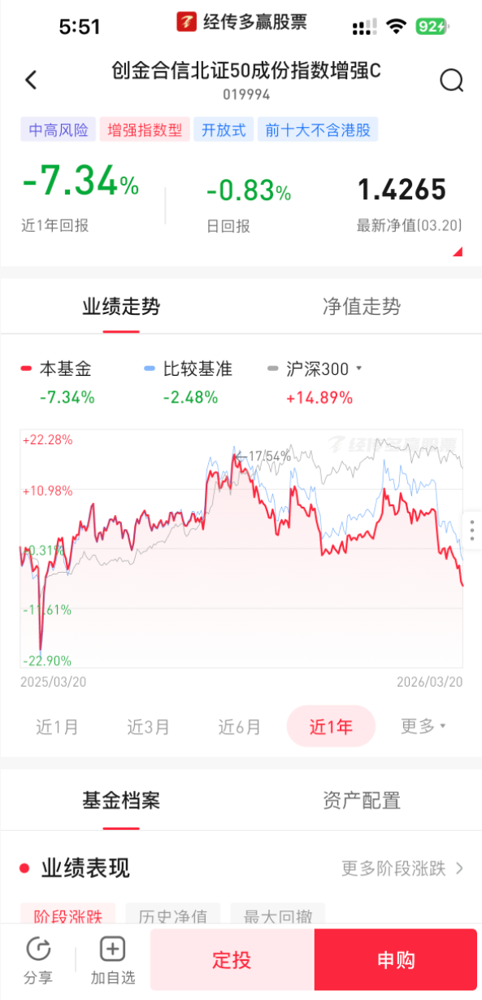 5:51
经传多赢股票
92
创金合信北证50成份指数增强C
019994
中高风险 增强指数型 开放式 前十大不含港股
-7.34% -0.83% 1.4265
近1年回报 日回报 最新净值(03.20)
业绩走势 净值走势
本基金 比较基准 沪深300
-7.34% -2.48% +14.89%
+22.28%
经传多赢股票
17.54%
+10.98%
-0.31%
-11.61%
-22.90%
2025/03/20 2026/03/20
近1月 近3月 近6月 近1年 更多
基金档案 资产配置
业绩表现 更多阶段涨跌
阶段涨跌 历史净值 最大回撤
分享 加自选 定投 申购